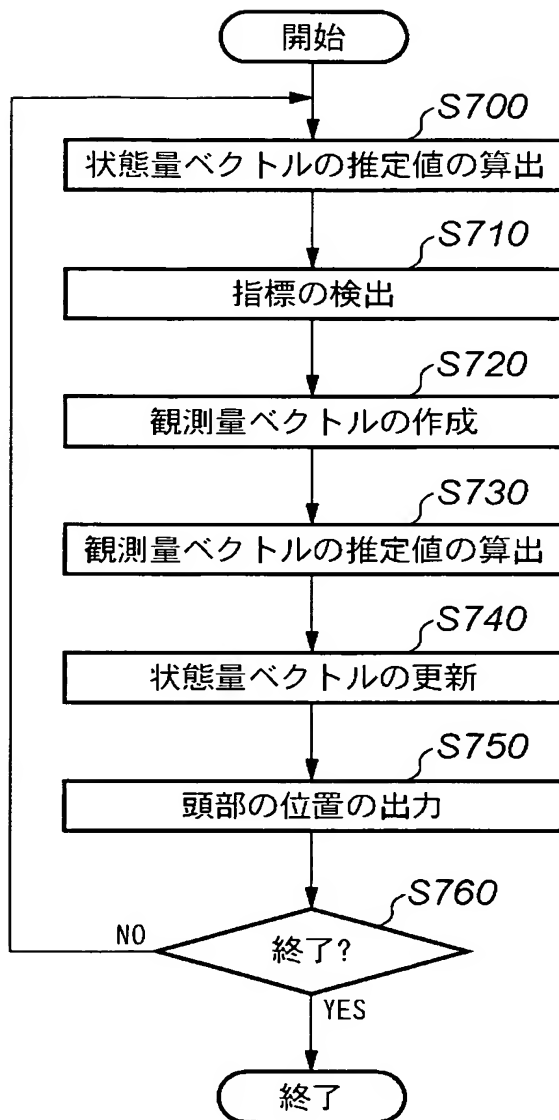 開始
S700
状態量ベクトルの推定値の算出
S710
指標の検出
S720
観測量ベクトルの作成
S730
観測量ベクトルの推定値の算出
S740
状態量ベクトルの更新
S750
頭部の位置の出力
S760
NO
終了?
YES
終了